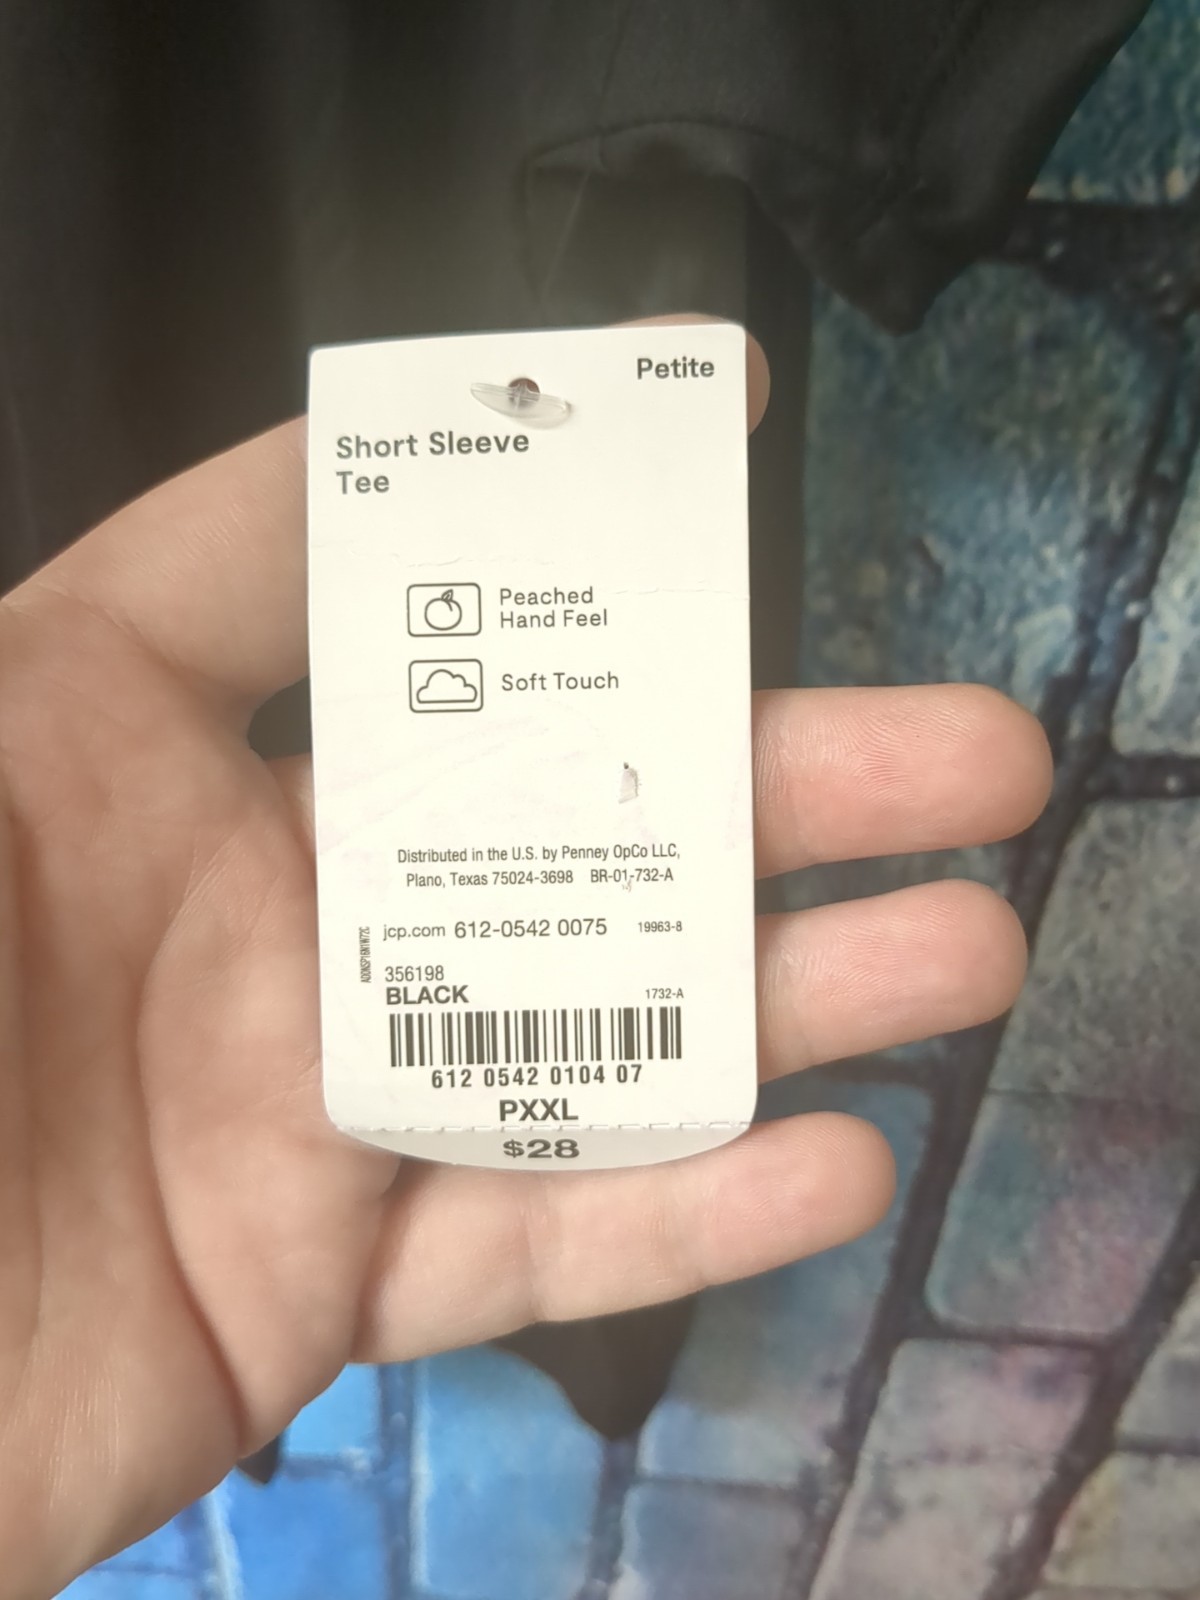 Petite
Short Sleeve
Tee
Peached
Hand Feel
Soft Touch
Distributed in the U.S. by Penney OpCo LLC,
Plano, Texas 75024-3698 BR-01-732-A
jcp.com 612-0542 0075 19963-8
356198
BLACK 1732-A
612 0542 0104 07
PXXL
$28